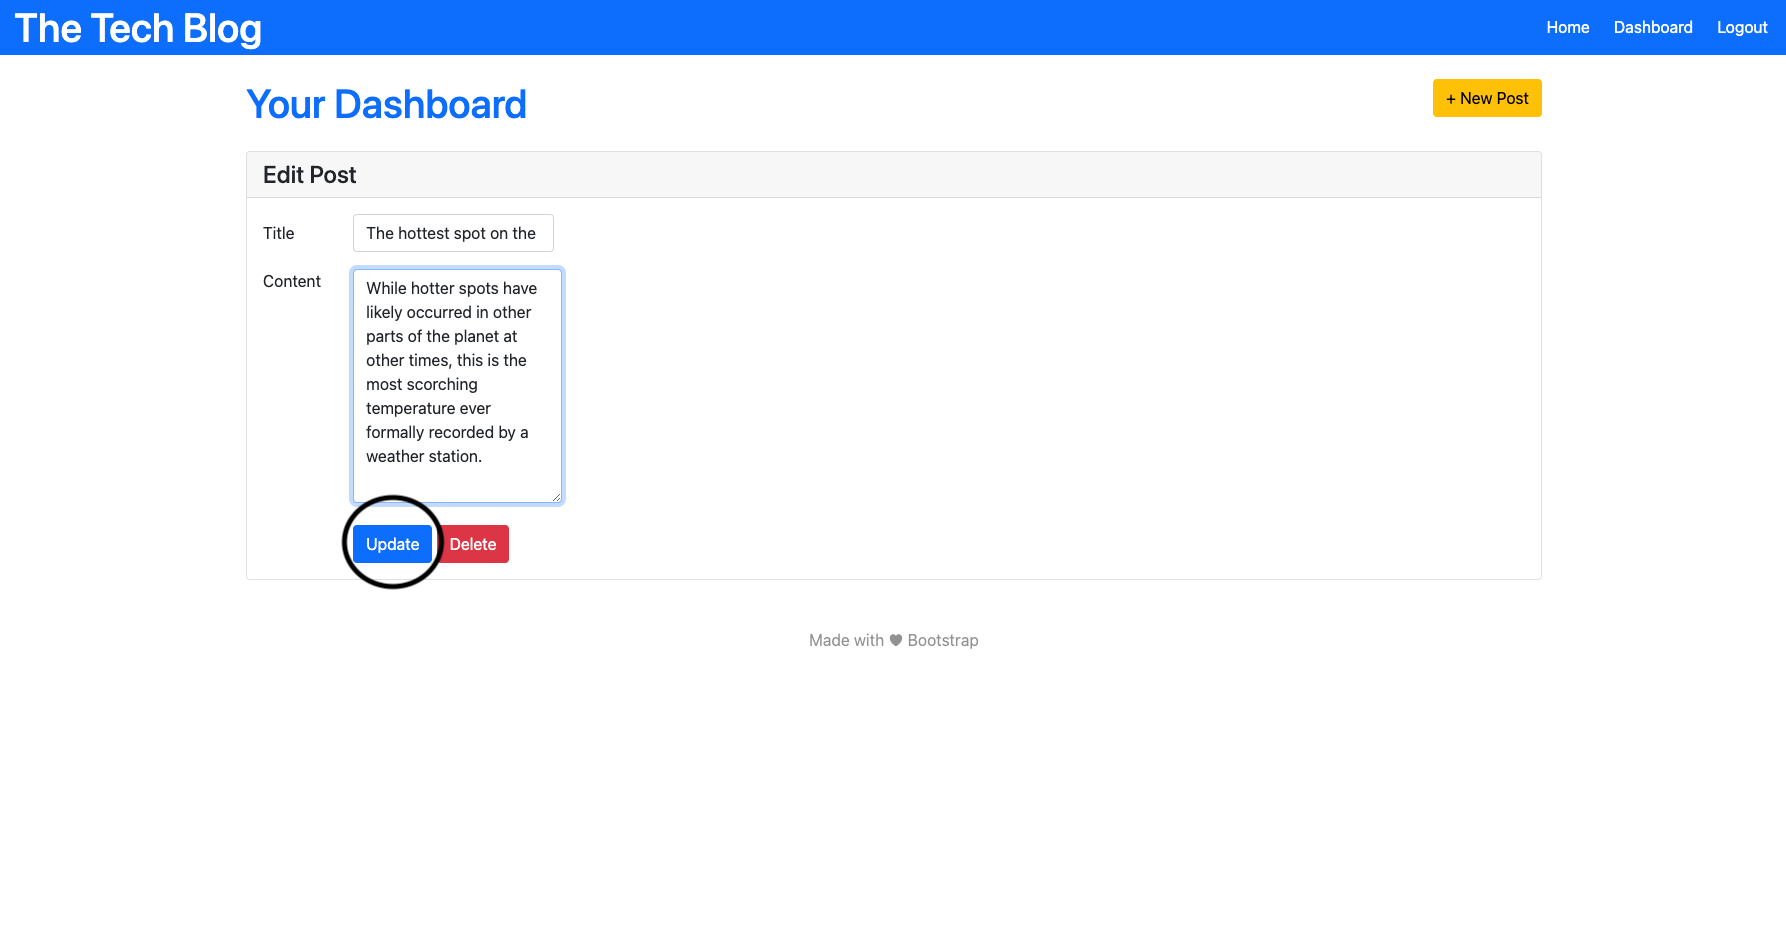 The Tech Blog
Home Dashboard Logout
Your Dashboard
+ New Post
Edit Post
Title
The hottest spot on the
Content
While hotter spots have
likely occurred in other
parts of the planet at
other times, this is the
most scorching
temperature ever
formally recorded by a
weather station.
Update Delete
Made with ♥ Bootstrap